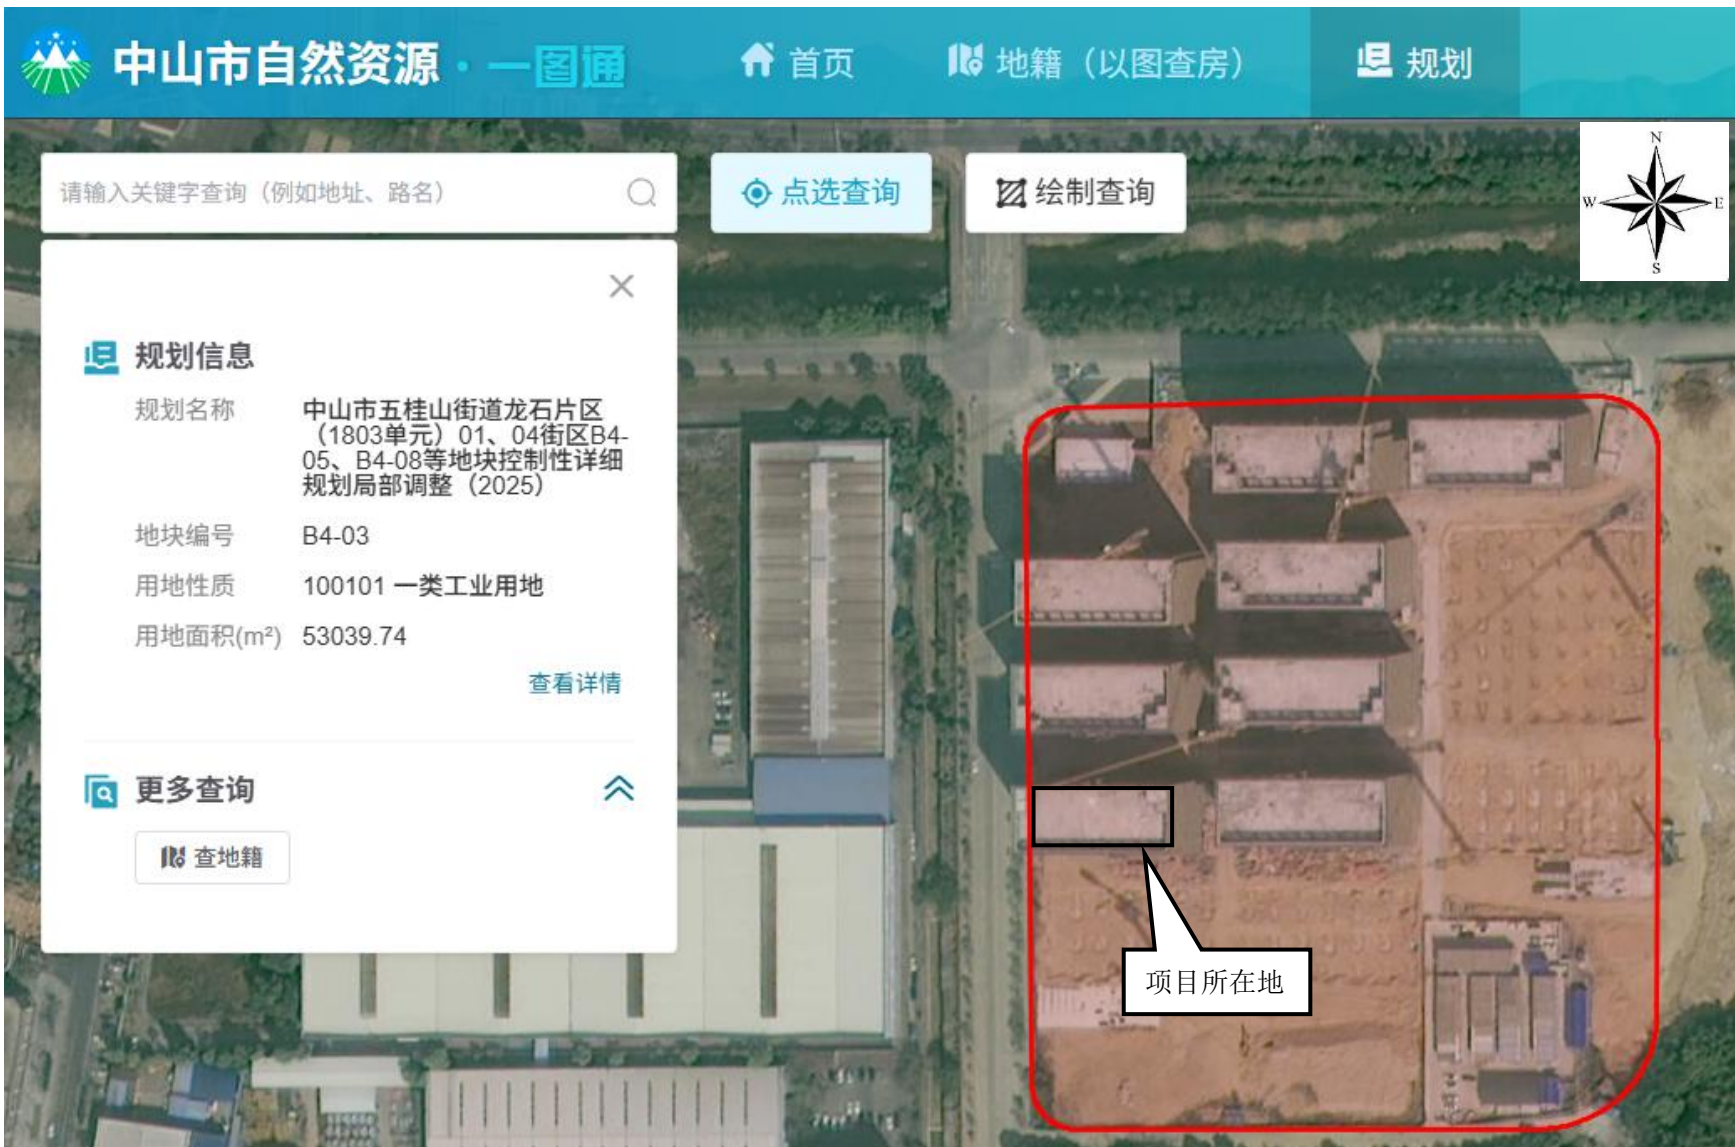 中山市自然资源·一图通
首页
地籍（以图查房）
规划
请输入关键字查询（例如地址、路名）
点选查询
绘制查询
N
W
E
S
规划信息
规划名称
中山市五桂山街道龙石片区
（1803单元）01、04街区B4-
05、B4-08等地块控制性详细
规划局部调整（2025）
地块编号
B4-03
用地性质
100101 一类工业用地
用地面积(m²)
53039.74
查看详情
更多查询
查地籍
项目所在地